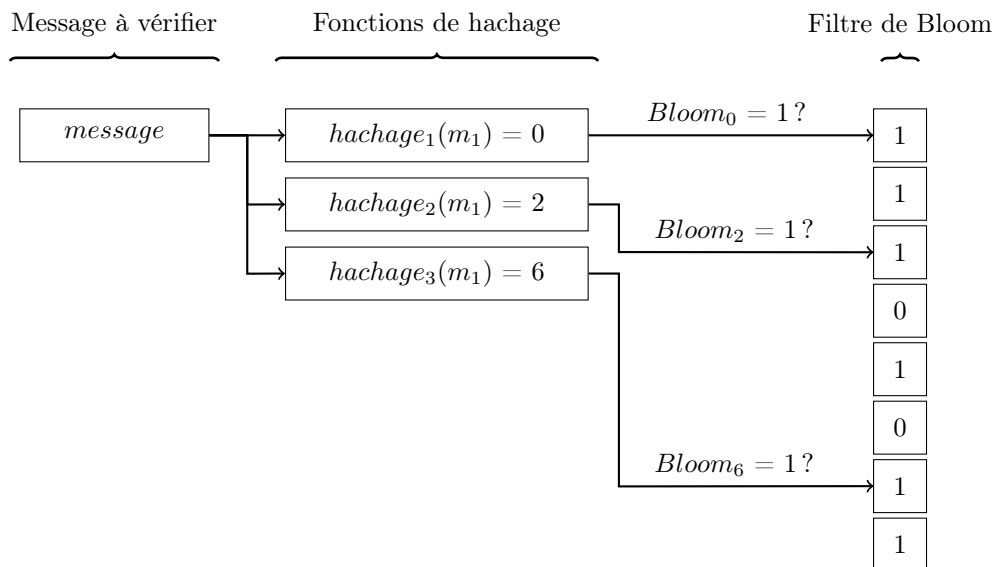 Message à vérifier
Fonctions de hachage
Filtre de Bloom
message
hachage₁(m₁) = 0
Bloom₀ = 1 ?
1
1
hachage₂(m₁) = 2
Bloom₂ = 1 ?
1
hachage₃(m₁) = 6
0
1
0
Bloom₆ = 1 ?
1
1